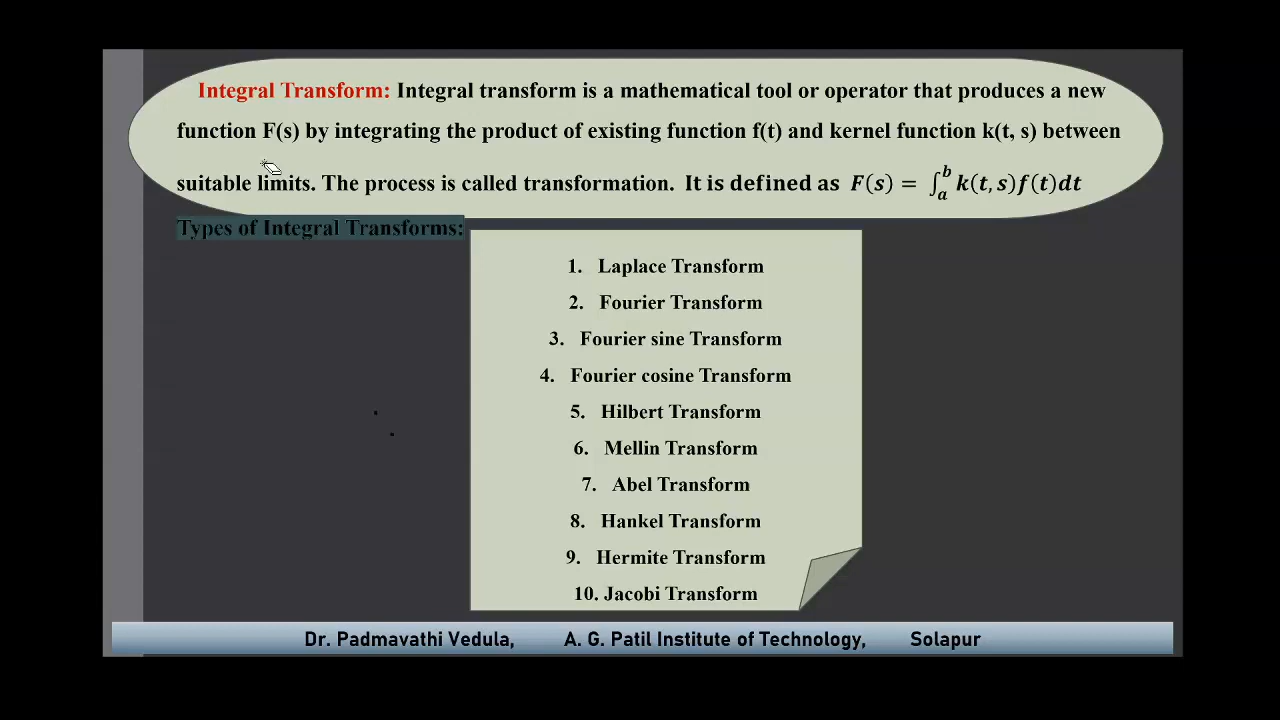 Integral Transform: Integral transform is a mathematical tool or operator that produces a new
function F(s) by integrating the product of existing function f(t) and kernel function k(t, s) between
suitable limits. The process is called transformation. It is defined as F(s) = ∫ₐᵇ k(t, s)f(t)dt
Types of Integral Transforms:
1. Laplace Transform
2. Fourier Transform
3. Fourier sine Transform
4. Fourier cosine Transform
5. Hilbert Transform
6. Mellin Transform
7. Abel Transform
8. Hankel Transform
9. Hermite Transform
10. Jacobi Transform
Dr. Padmavathi Vedula, A. G. Patil Institute of Technology, Solapur